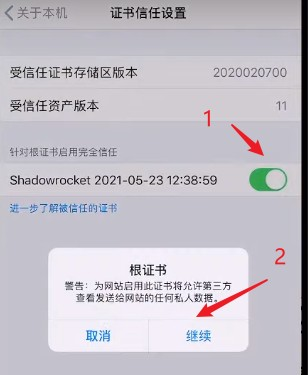 关于本机
证书信任设置
受信任证书存储区版本 2020020700
受信任资产版本 11
1
针对根证书启用完全信任
Shadowrocket 2021-05-23 12:38:59
进一步了解被信任的证书
2
根证书
警告：为网站启用此证书将允许第三方
查看发送给网站的任何私人数据。
取消 继续